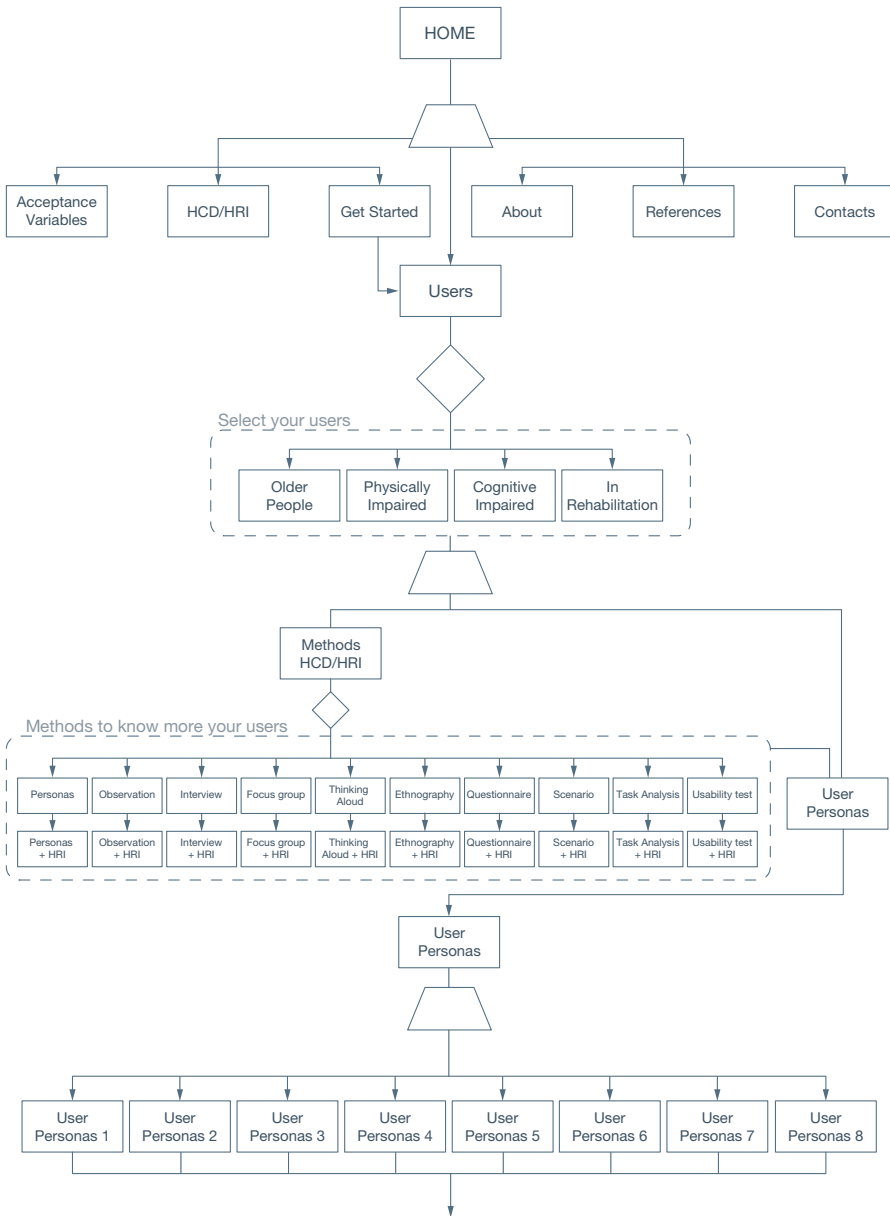 HOME
Acceptance
Variables
HCD/HRI
Get Started
About
References
Contacts
Users
Select your users
Older
People
Physically
Impaired
Cognitive
Impaired
In
Rehabilitation
Methods
HCD/HRI
Methods to know more your users
Personas
Observation
Interview
Focus group
Thinking
Aloud
Ethnography
Questionnaire
Scenario
Task Analysis
Usability test
User
Personas
Personas
+ HRI
Observation
+ HRI
Interview
+ HRI
Focus group
+ HRI
Thinking
Aloud + HRI
Ethnography
+ HRI
Questionnaire
+ HRI
Scenario
+ HRI
Task Analysis
+ HRI
Usability test
+ HRI
User
Personas
User
Personas 1
User
Personas 2
User
Personas 3
User
Personas 4
User
Personas 5
User
Personas 6
User
Personas 7
User
Personas 8